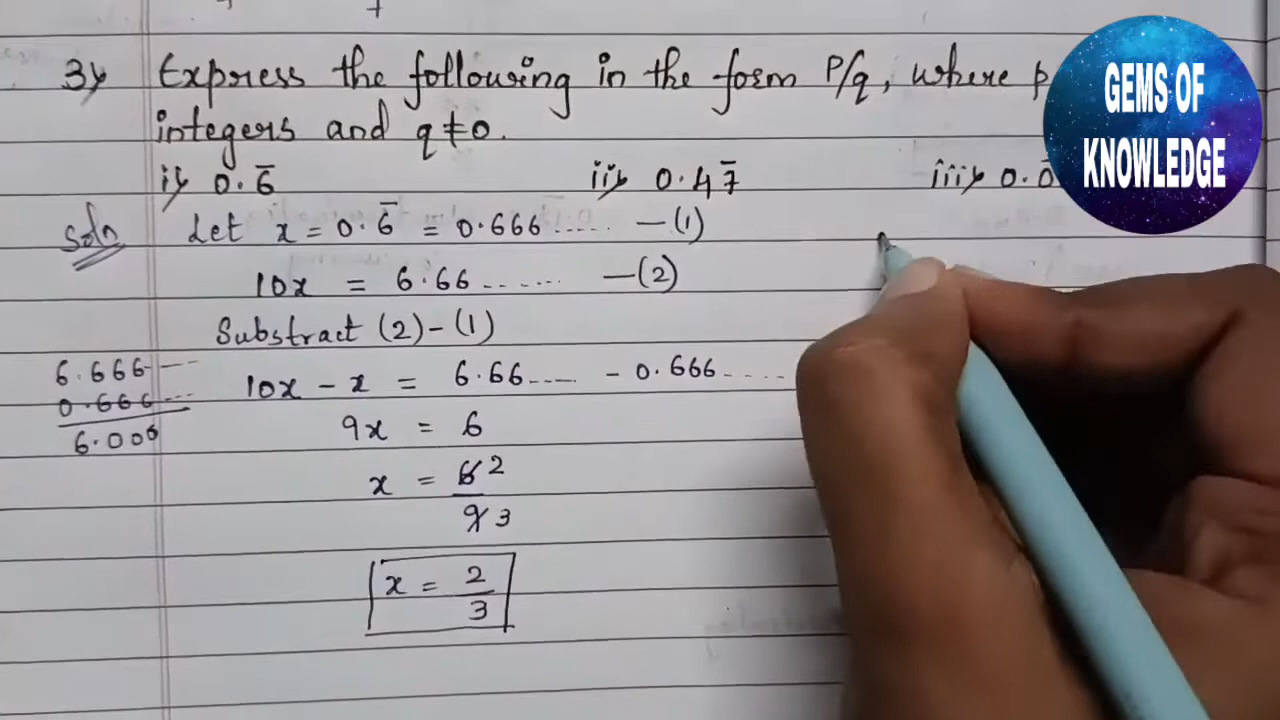 3) Express the following in the form P/q, where p
integers and q≠0.
i) 0.6̅ ii) 0.47̅ iii) 0.0
Soln Let x = 0.6̅ = 0.666...... —(1)
10x = 6.66....... —(2)
Substract (2)-(1)
10x - x = 6.66..... - 0.666.....
9x = 6
x = 6 2
9 3
x = 2/3
6.666...
0.666...
6.000
GEMS OF
KNOWLEDGE